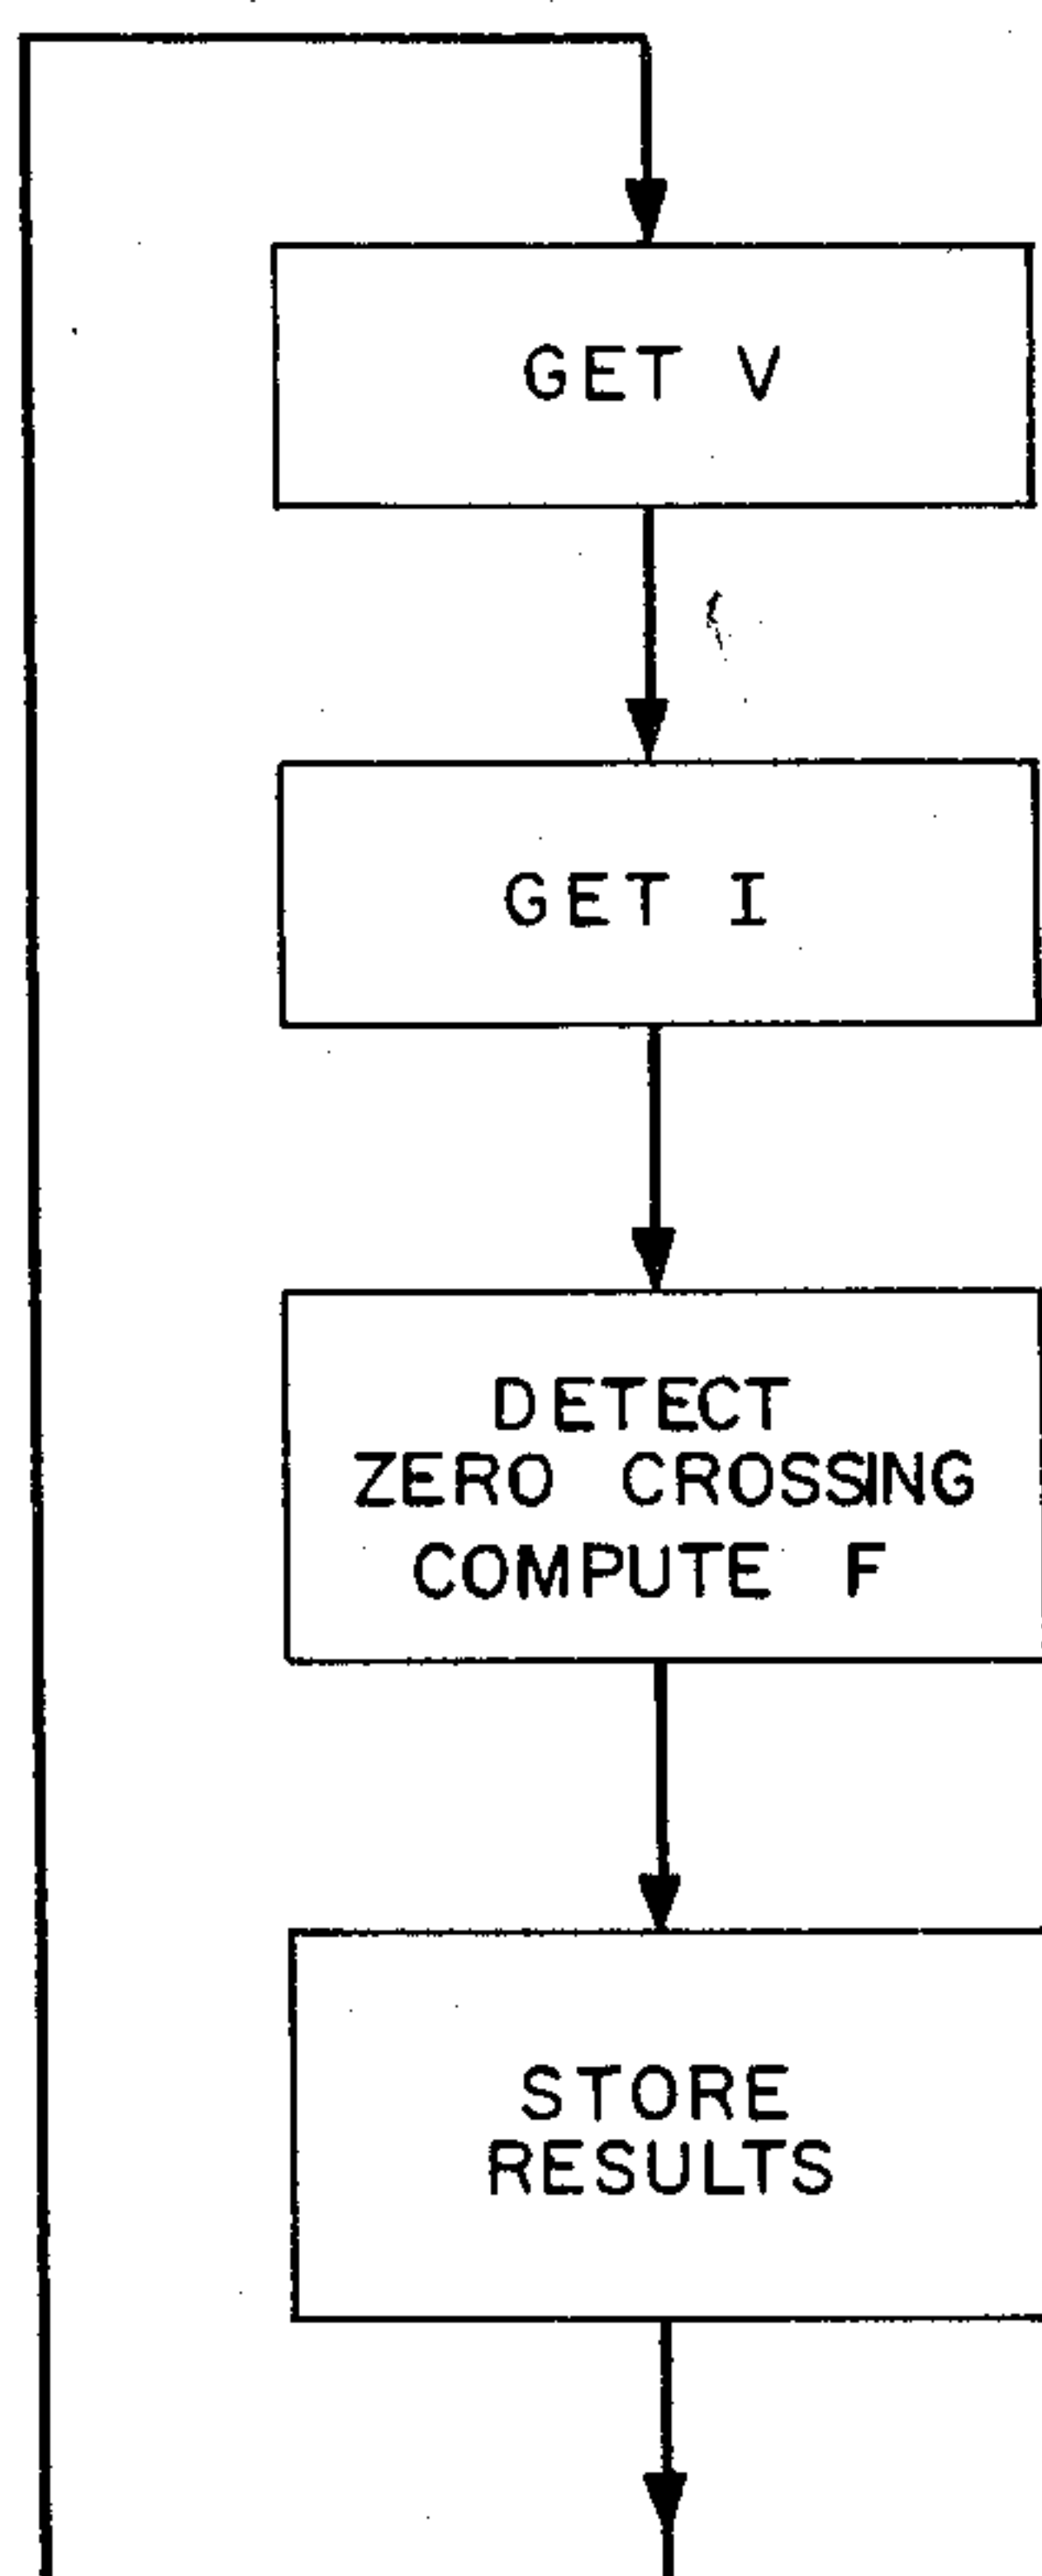 GET V
GET I
DETECT
ZERO CROSSING
COMPUTE F
STORE
RESULTS